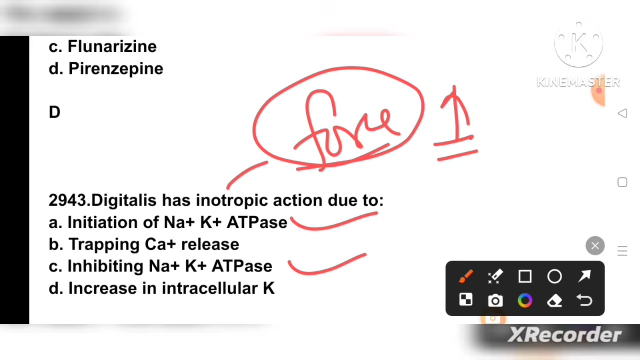 c. Flunarizine
d. Pirenzepine
KINEMASTER
D
force
2943.Digitalis has inotropic action due to:
a. Initiation of Na+ K+ ATPase
b. Trapping Ca+ release
c. Inhibiting Na+ K+ ATPase
d. Increase in intracellular K
XRecorder